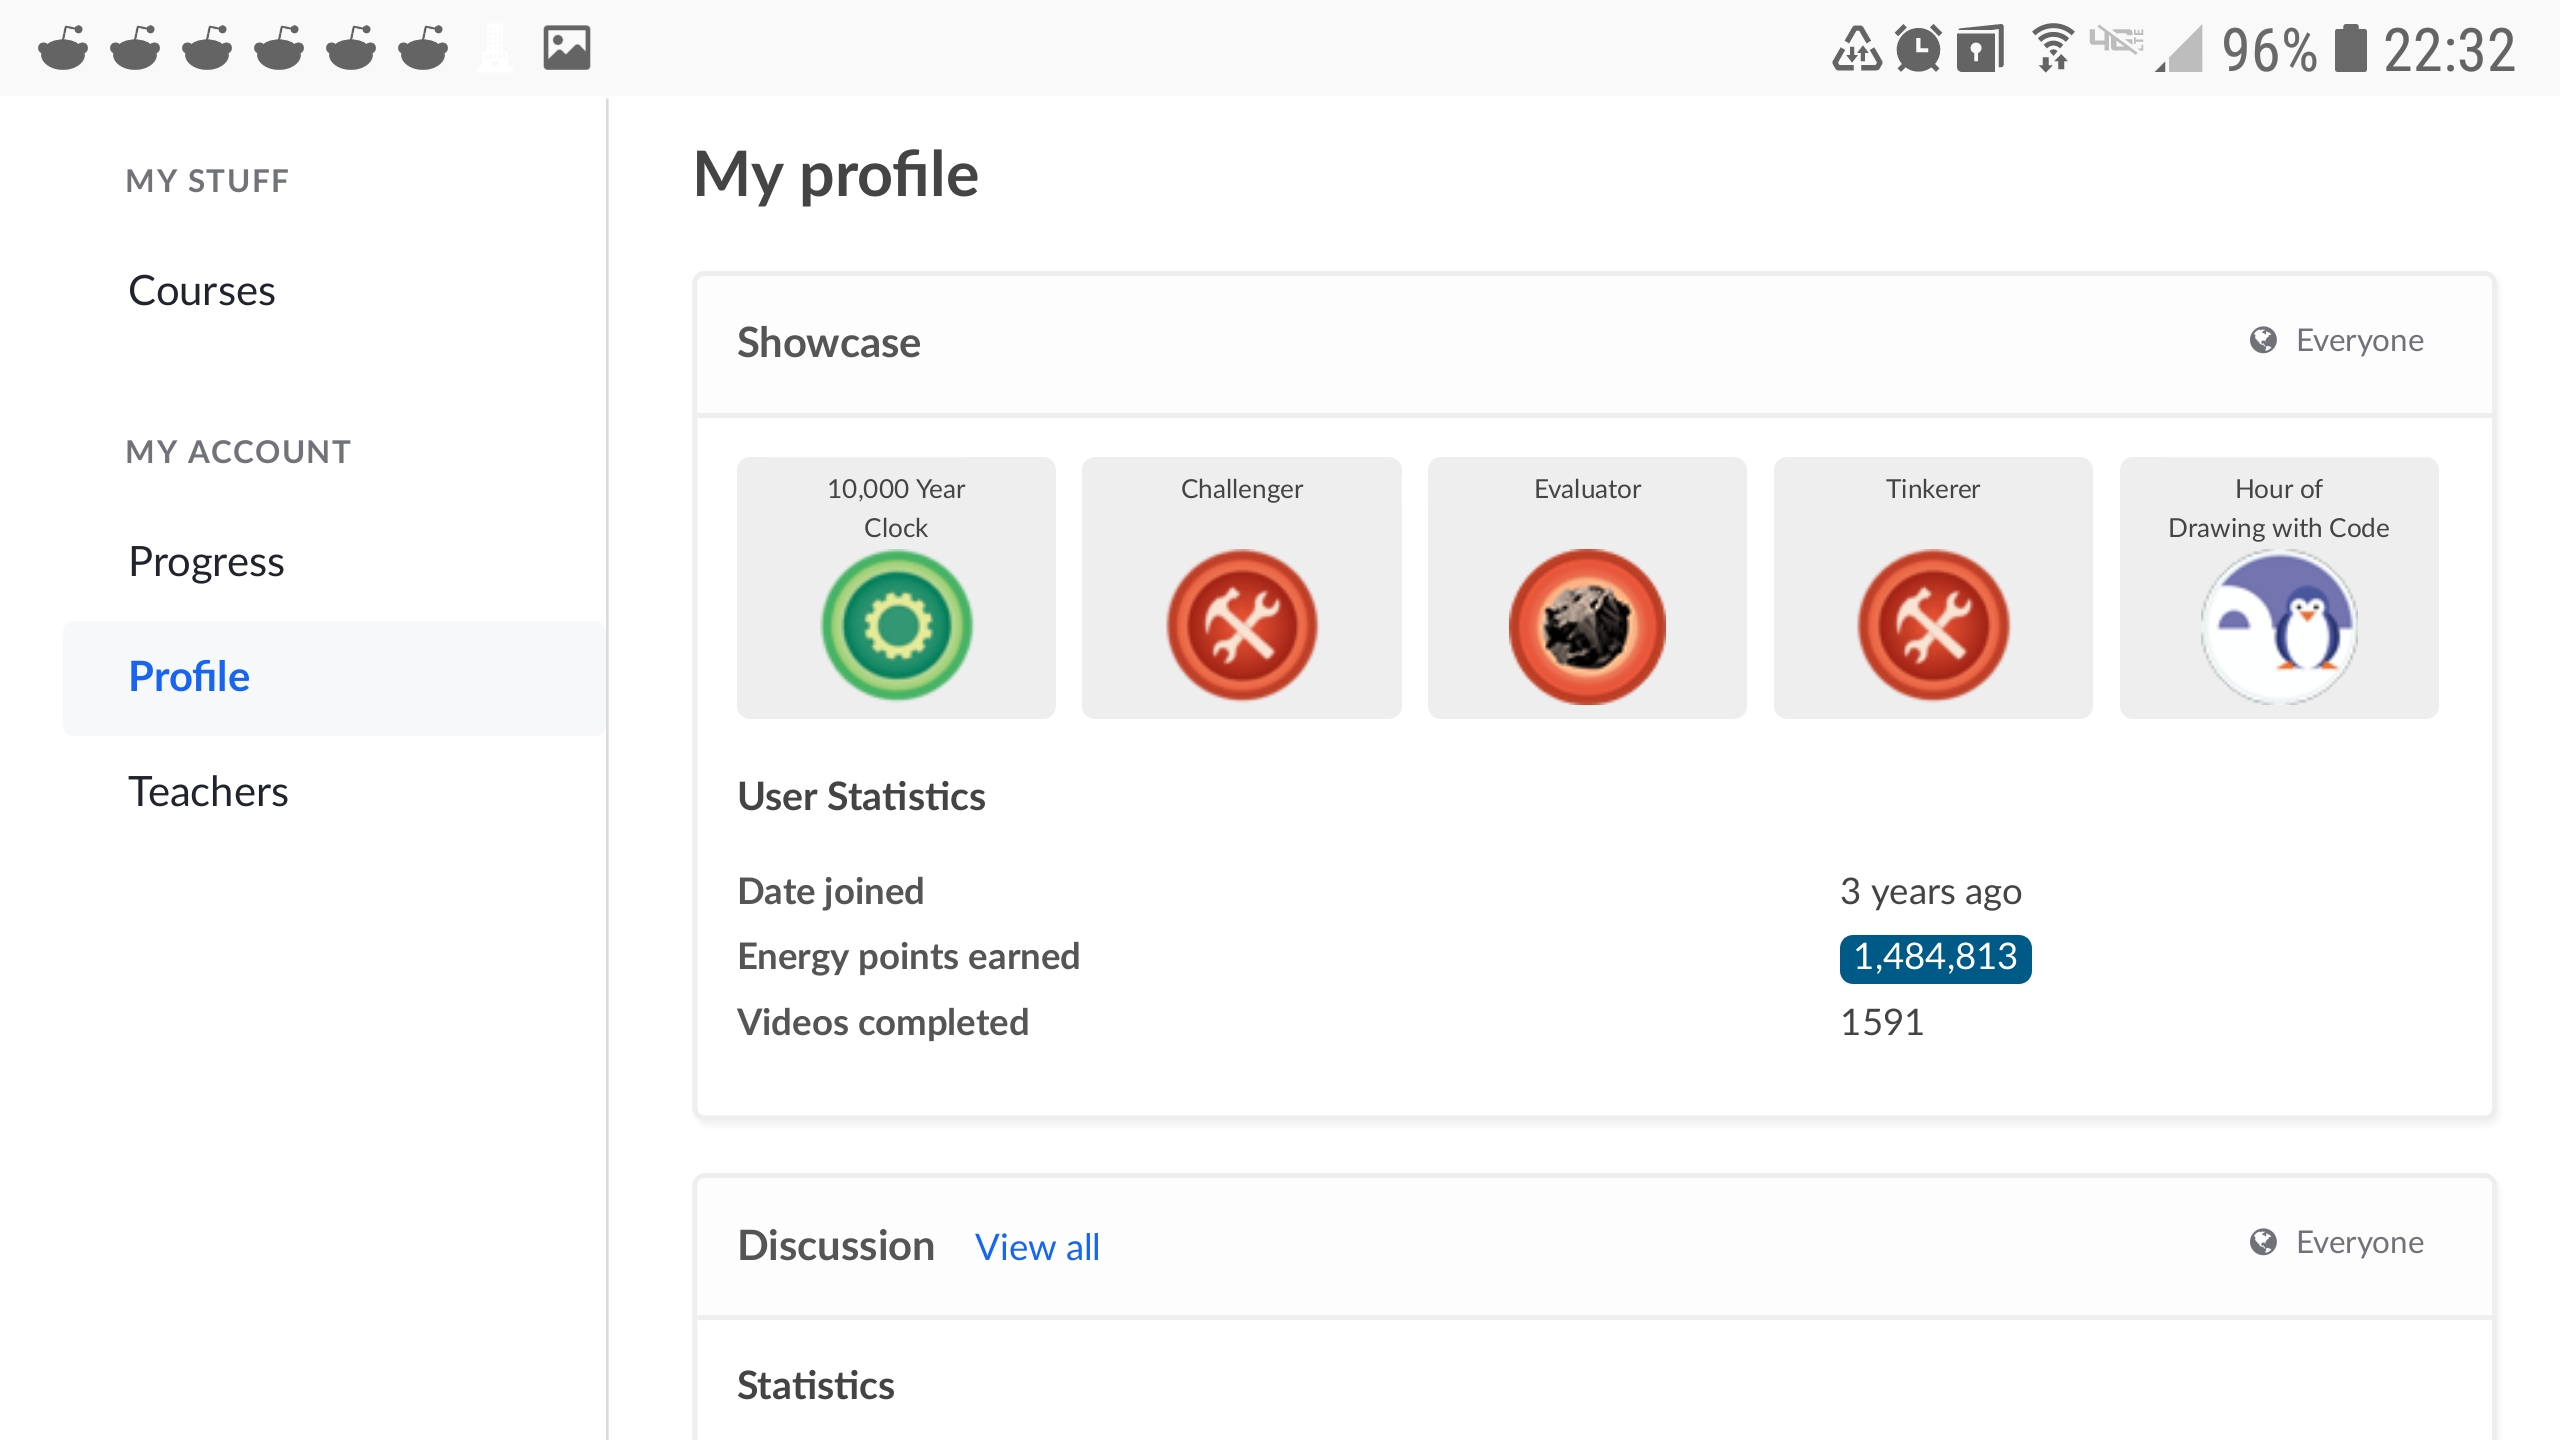 96% 22:32
MY STUFF
Courses
MY ACCOUNT
Progress
Profile
Teachers
My profile
Showcase
Everyone
10,000 Year
Clock
Challenger
Evaluator
Tinkerer
Hour of
Drawing with Code
User Statistics
Date joined
3 years ago
Energy points earned
1,484,813
Videos completed
1591
Discussion View all
Everyone
Statistics